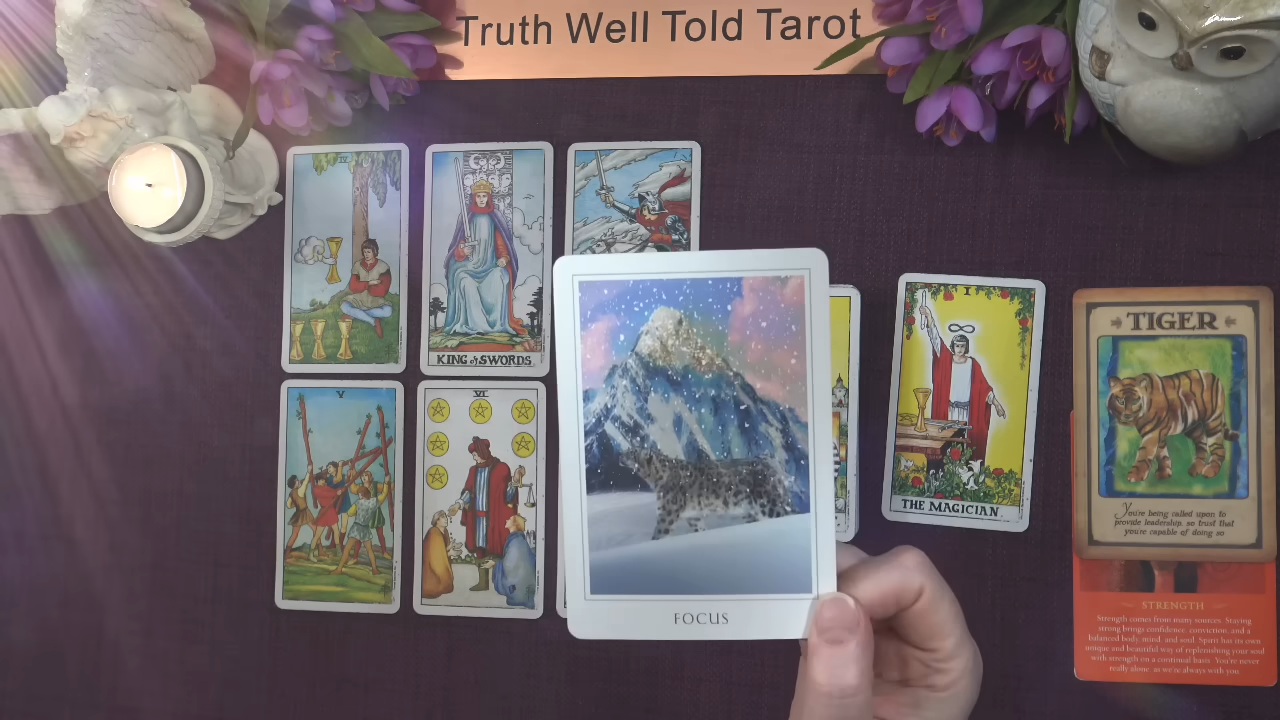 Truth Well Told Tarot
IV
KING of SWORDS
V
VI
I
THE MAGICIAN
FOCUS
TIGER
You're being called upon to
provide leadership, so trust that
you're capable of doing so
STRENGTH
Strength comes from many sources. Staying
strong brings confidence, conviction, and a
balanced body, mind, and soul. Spirit has its own
unique and beautiful way of replenishing your soul
with strength on a continual basis. You're never
really alone, as we're always with you.